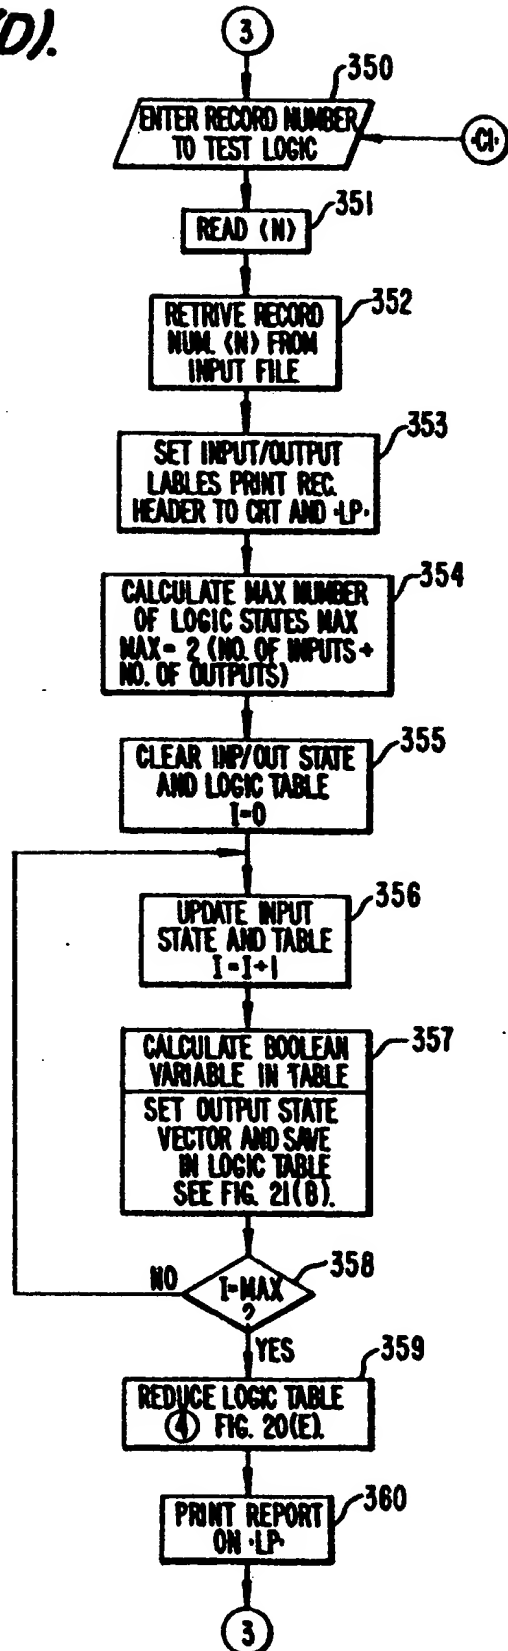 (D).
3
350
ENTER RECORD NUMBER
TO TEST LOGIC
·CI·
351
READ (N)
352
RETRIVE RECORD
NUM. (N) FROM
INPUT FILE
353
SET INPUT/OUTPUT
LABLES PRINT REC.
HEADER TO CRT AND ·LP·
354
CALCULATE MAX NUMBER
OF LOGIC STATES MAX
MAX= 2 (NO. OF INPUTS +
NO. OF OUTPUTS)
355
CLEAR INP/OUT STATE
AND LOGIC TABLE
I=0
356
UPDATE INPUT
STATE AND TABLE
I=I+1
357
CALCULATE BOOLEAN
VARIABLE IN TABLE
SET OUTPUT STATE
VECTOR AND SAVE
IN LOGIC TABLE
SEE FIG. 21(B).
358
NO
I=MAX
?
YES
359
REDUCE LOGIC TABLE
4 FIG. 20(E).
360
PRINT REPORT
ON ·LP·
3